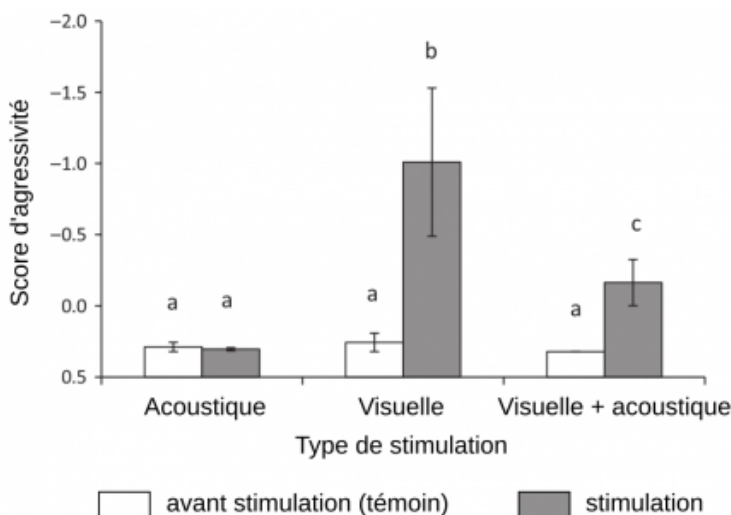 Score d'agressivité
−2.0
−1.5
−1.0
−0.5
0.0
0.5
a
a
a
b
a
c
Acoustique
Visuelle
Visuelle + acoustique
Type de stimulation
avant stimulation (témoin)
stimulation